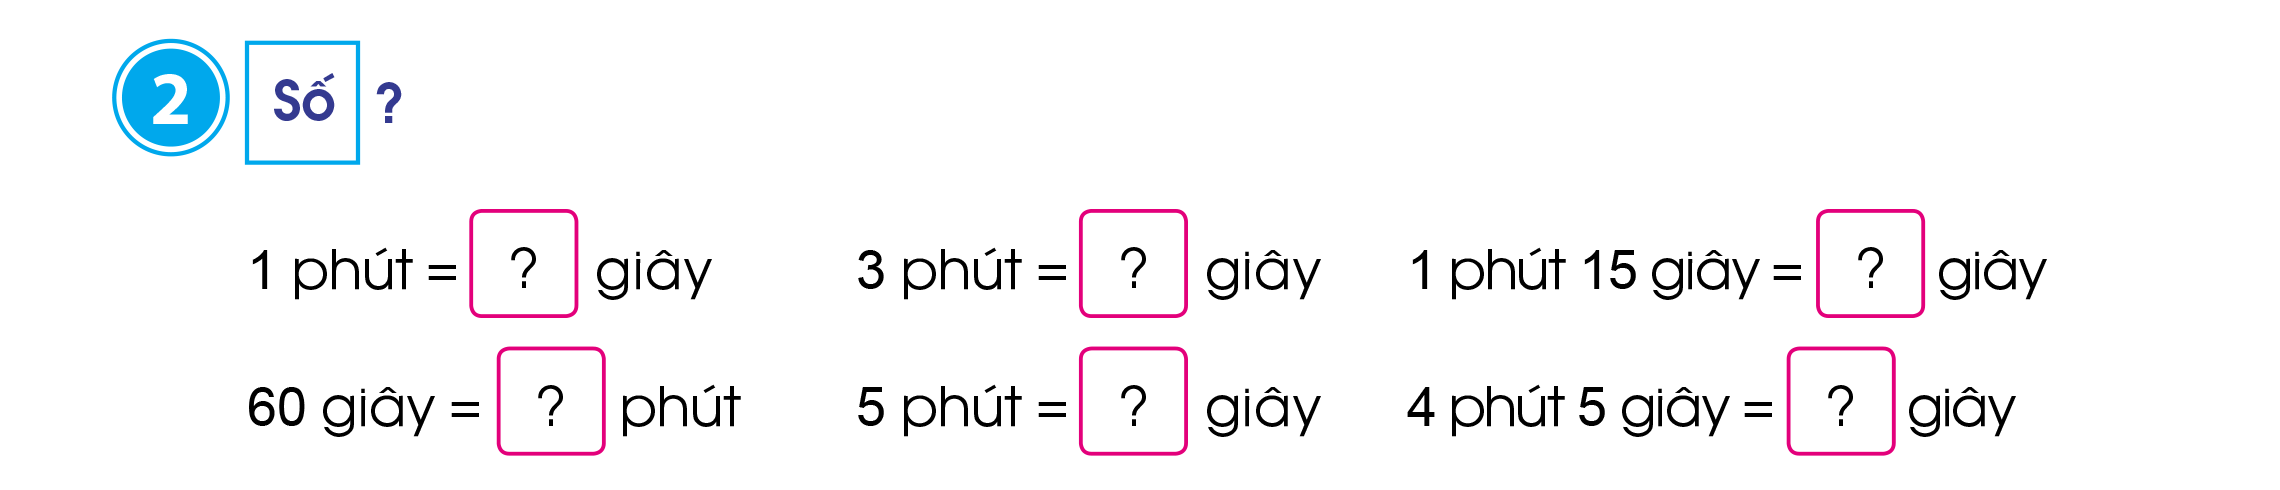 2 Số ?
1 phút = ? giây 3 phút = ? giây 1 phút 15 giây = ? giây
60 giây = ? phút 5 phút = ? giây 4 phút 5 giây = ? giây